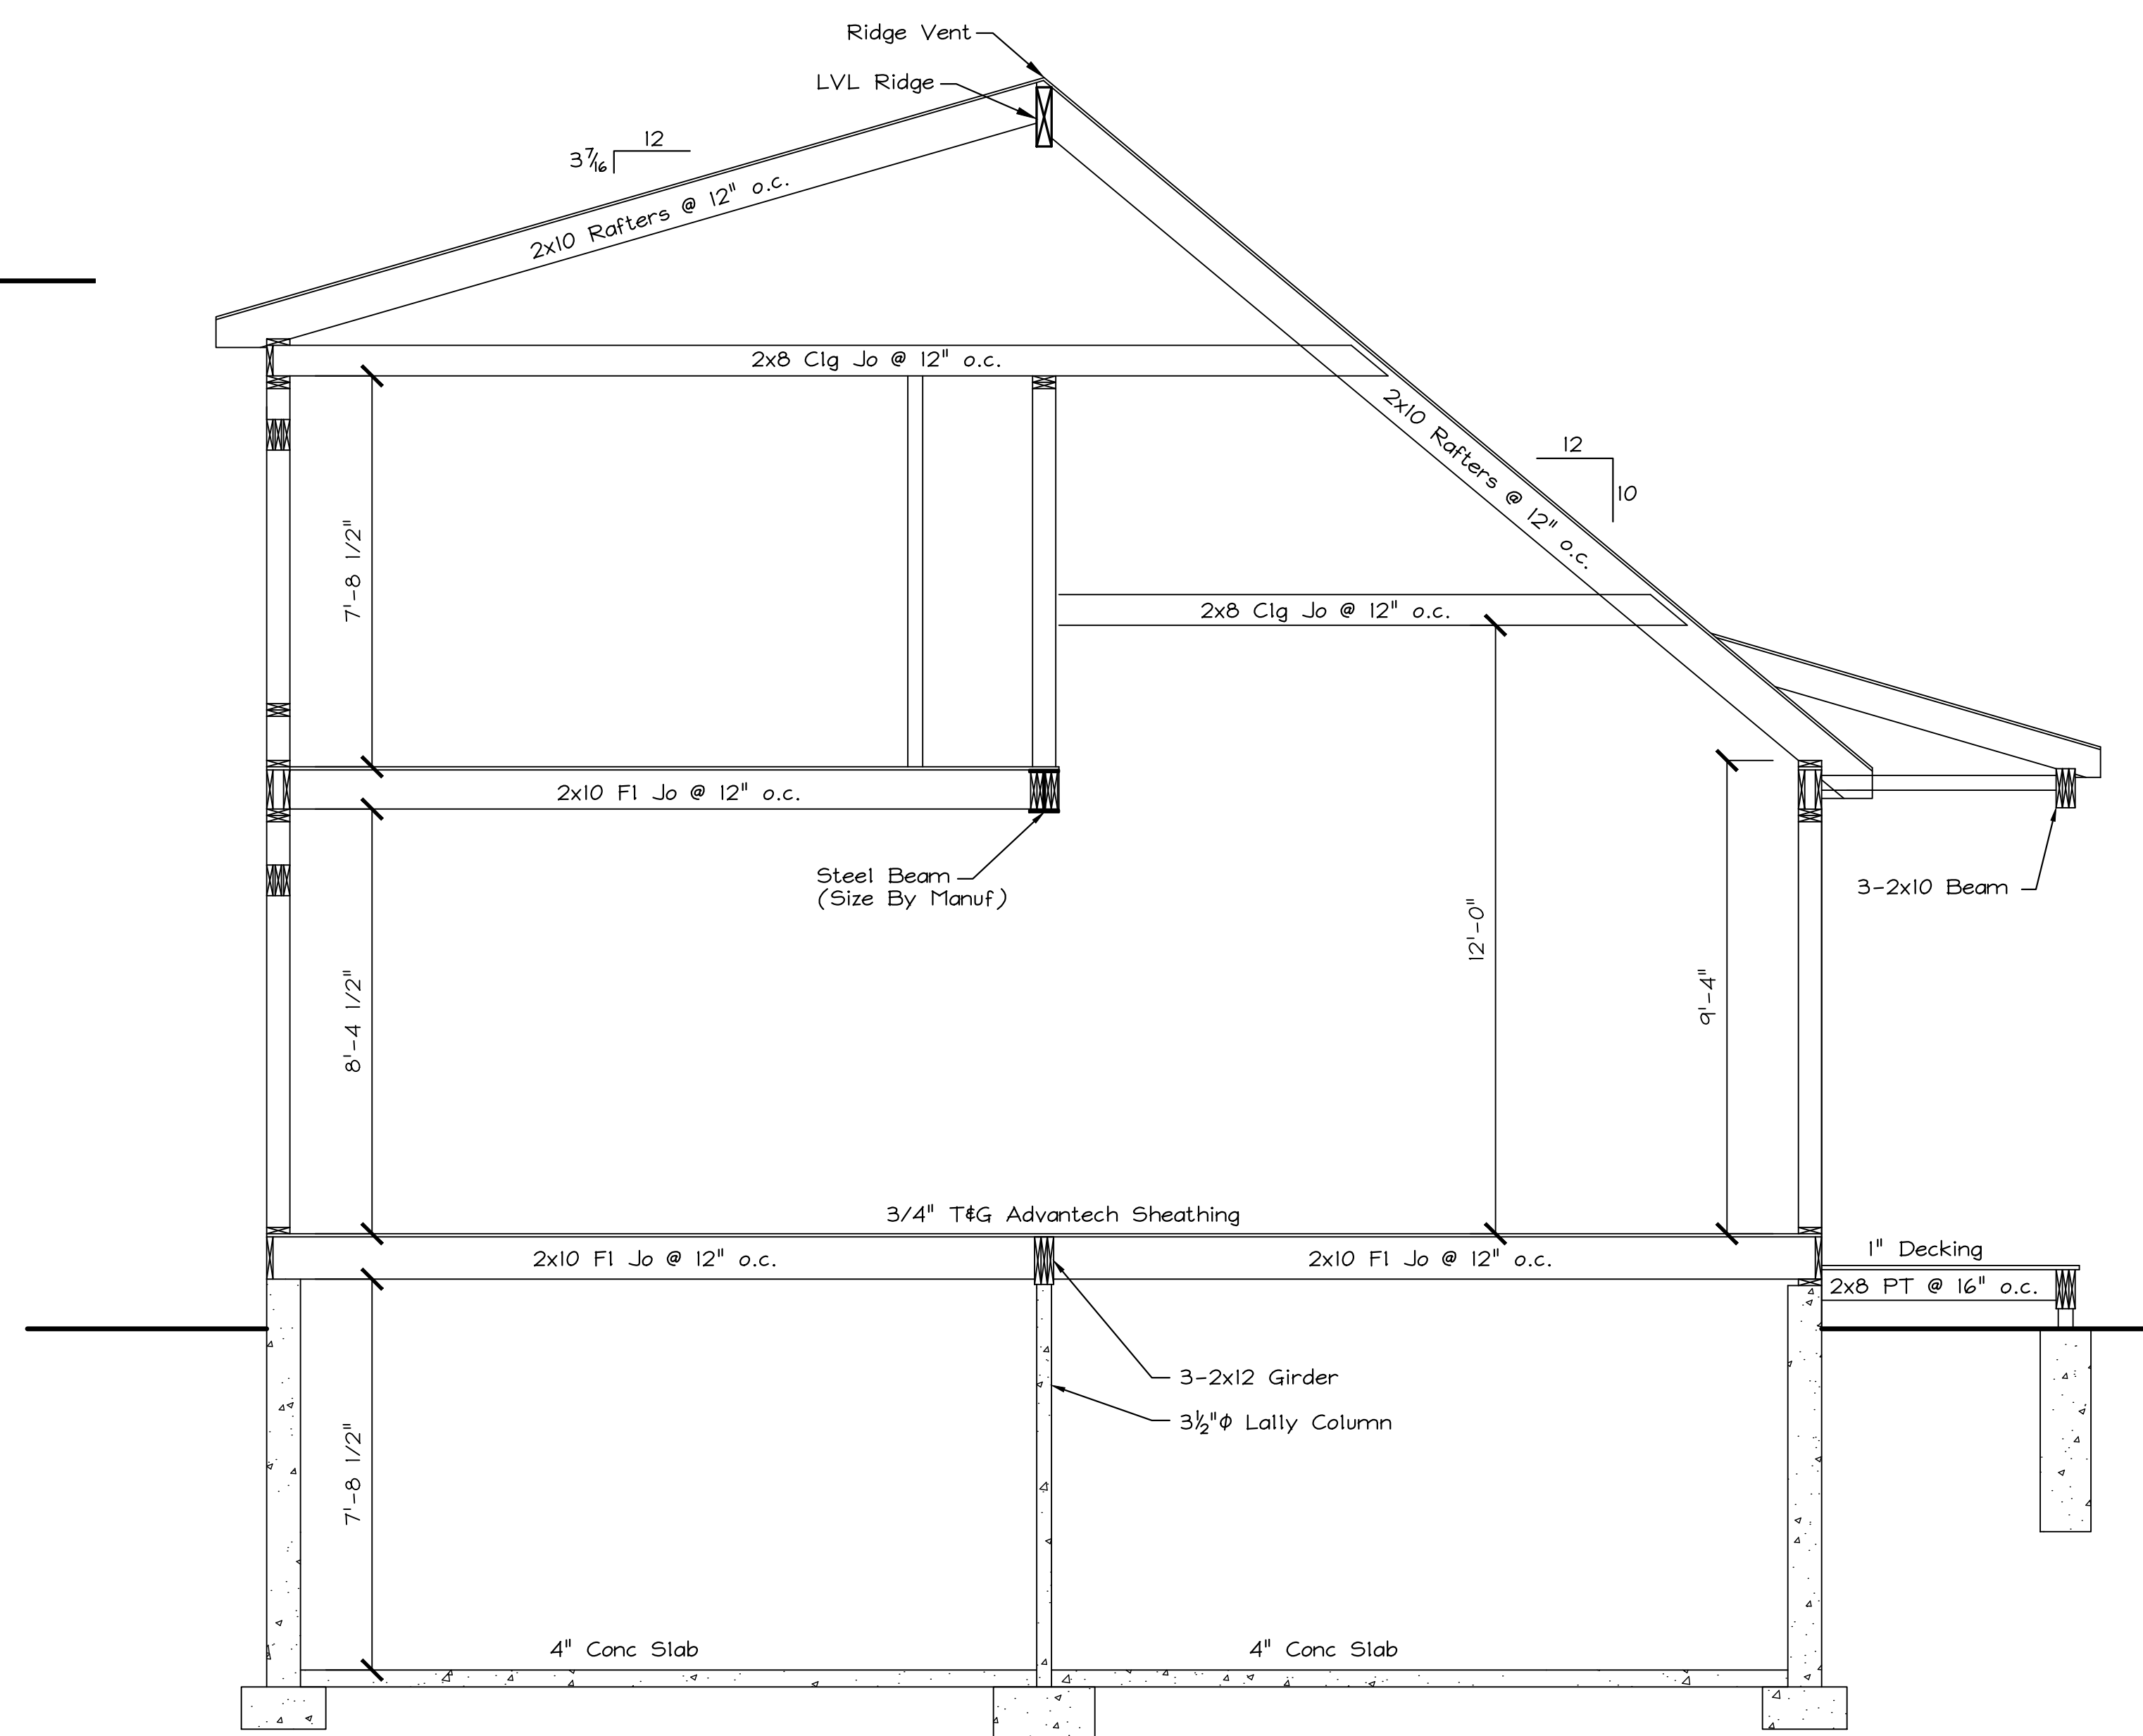 Ridge Vent
LVL Ridge
12
3 7/16
2x10 Rafters @ 12" o.c.
2x8 Clg Jo @ 12" o.c.
2x10 Rafters @ 12" o.c.
12
10
7'-8 1/2"
2x8 Clg Jo @ 12" o.c.
2x10 Fl Jo @ 12" o.c.
Steel Beam
(Size By Manuf)
3-2x10 Beam
12'-0"
9'-4"
8'-4 1/2"
3/4" T&G Advantech Sheathing
2x10 Fl Jo @ 12" o.c.
2x10 Fl Jo @ 12" o.c.
1" Decking
2x8 PT @ 16" o.c.
3-2x12 Girder
3½"Φ Lally Column
7'-8 1/2"
4" Conc Slab
4" Conc Slab